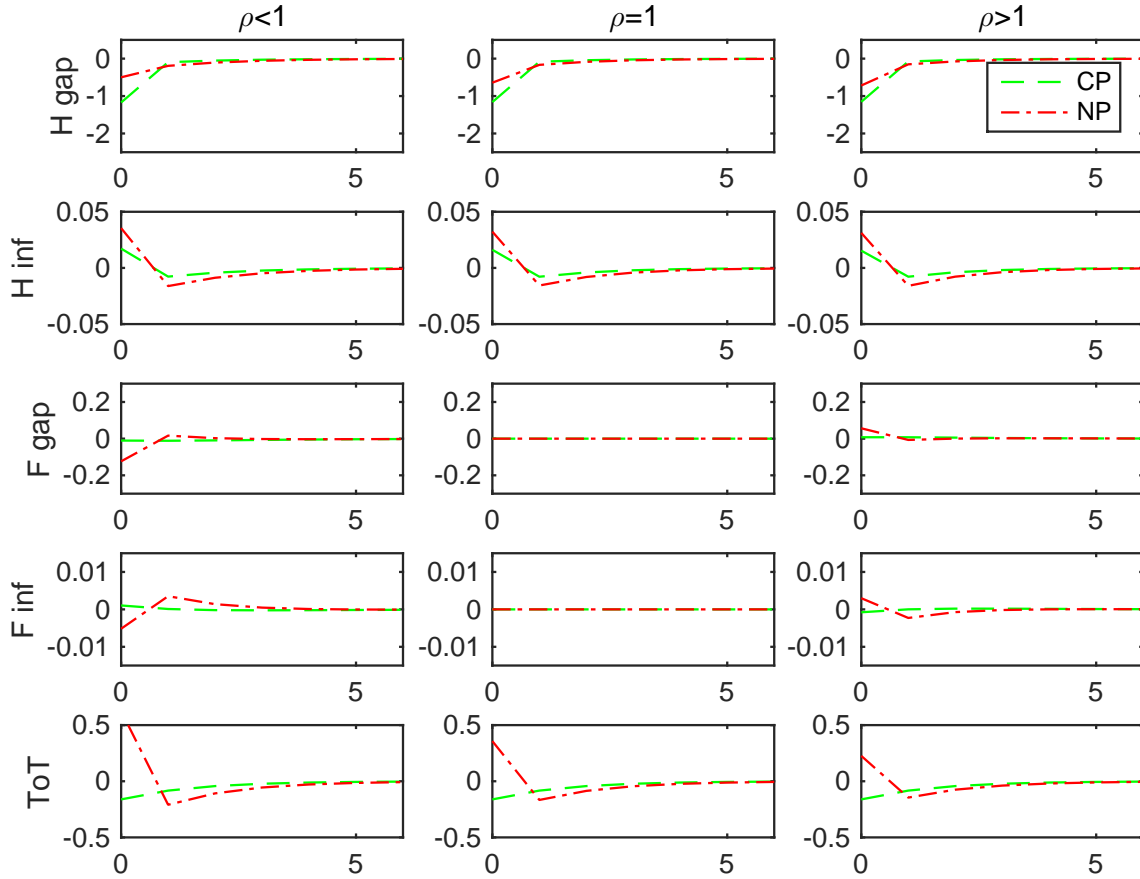 ρ<1 ρ=1 ρ>1
H gap 0 -1 -2 0 5 0 -1 -2 0 5 0 -1 -2 0 5
CP
NP
H inf 0.05 0 -0.05 0 5 0.05 0 -0.05 0 5 0.05 0 -0.05 0 5
F gap 0.2 0 -0.2 0 5 0.2 0 -0.2 0 5 0.2 0 -0.2 0 5
F inf 0.01 0 -0.01 0 5 0.01 0 -0.01 0 5 0.01 0 -0.01 0 5
ToT 0.5 0 -0.5 0 5 0.5 0 -0.5 0 5 0.5 0 -0.5 0 5